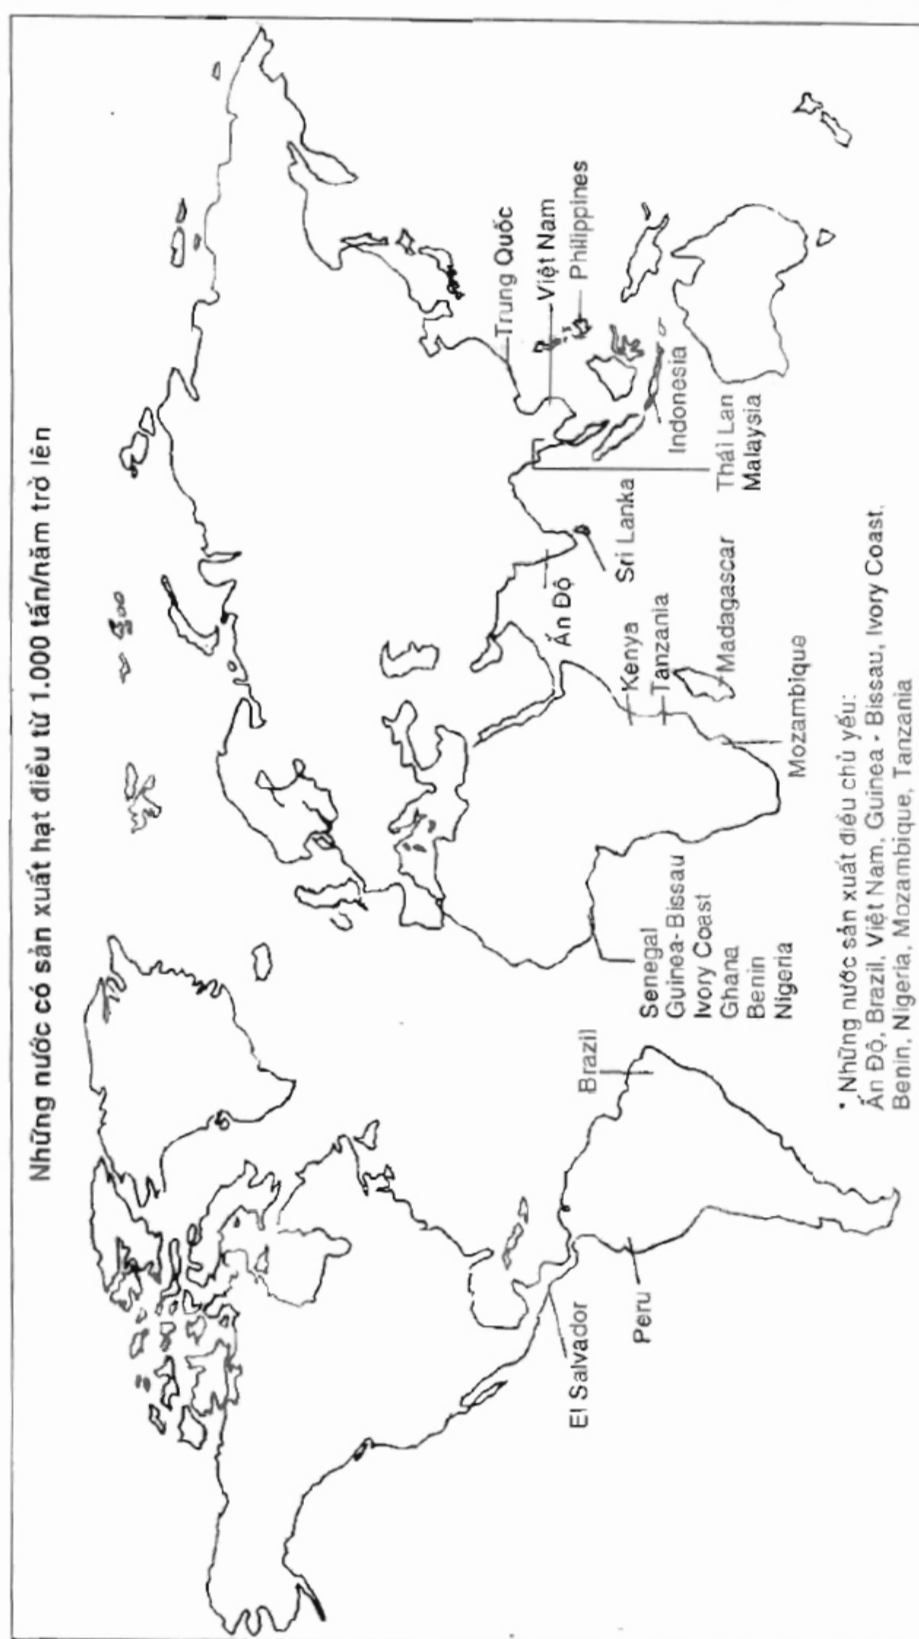 Những nước có sản xuất hạt điều từ 1.000 tấn/năm trở lên
Trung Quốc
Việt Nam
Philippines
Indonesia
Thái Lan
Malaysia
Ấn Độ
Sri Lanka
Kenya
Tanzania
Madagascar
Mozambique
Senegal
Guinea-Bissau
Ivory Coast
Ghana
Benin
Nigeria
Brazil
El Salvador
Peru
* Những nước sản xuất điều chủ yếu:
Ấn Độ, Brazil, Việt Nam, Guinea - Bissau, Ivory Coast,
Benin, Nigeria, Mozambique, Tanzania